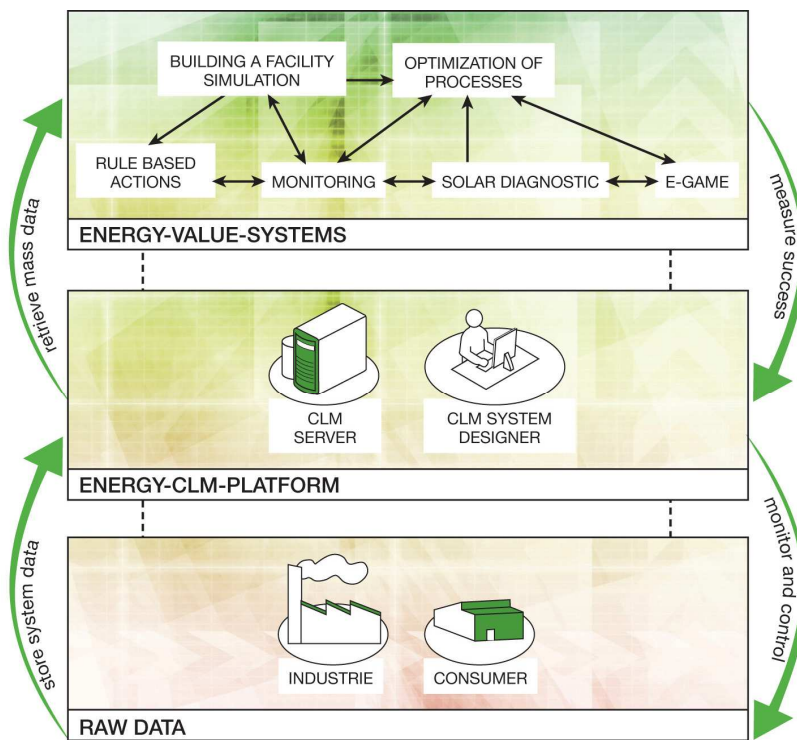 BUILDING A FACILITY
SIMULATION
OPTIMIZATION OF
PROCESSES
RULE BASED
ACTIONS
MONITORING
SOLAR DIAGNOSTIC
E-GAME
ENERGY-VALUE-SYSTEMS
retrieve mass data
measure success
CLM
SERVER
CLM SYSTEM
DESIGNER
ENERGY-CLM-PLATFORM
store system data
monitor and control
INDUSTRIE
CONSUMER
RAW DATA